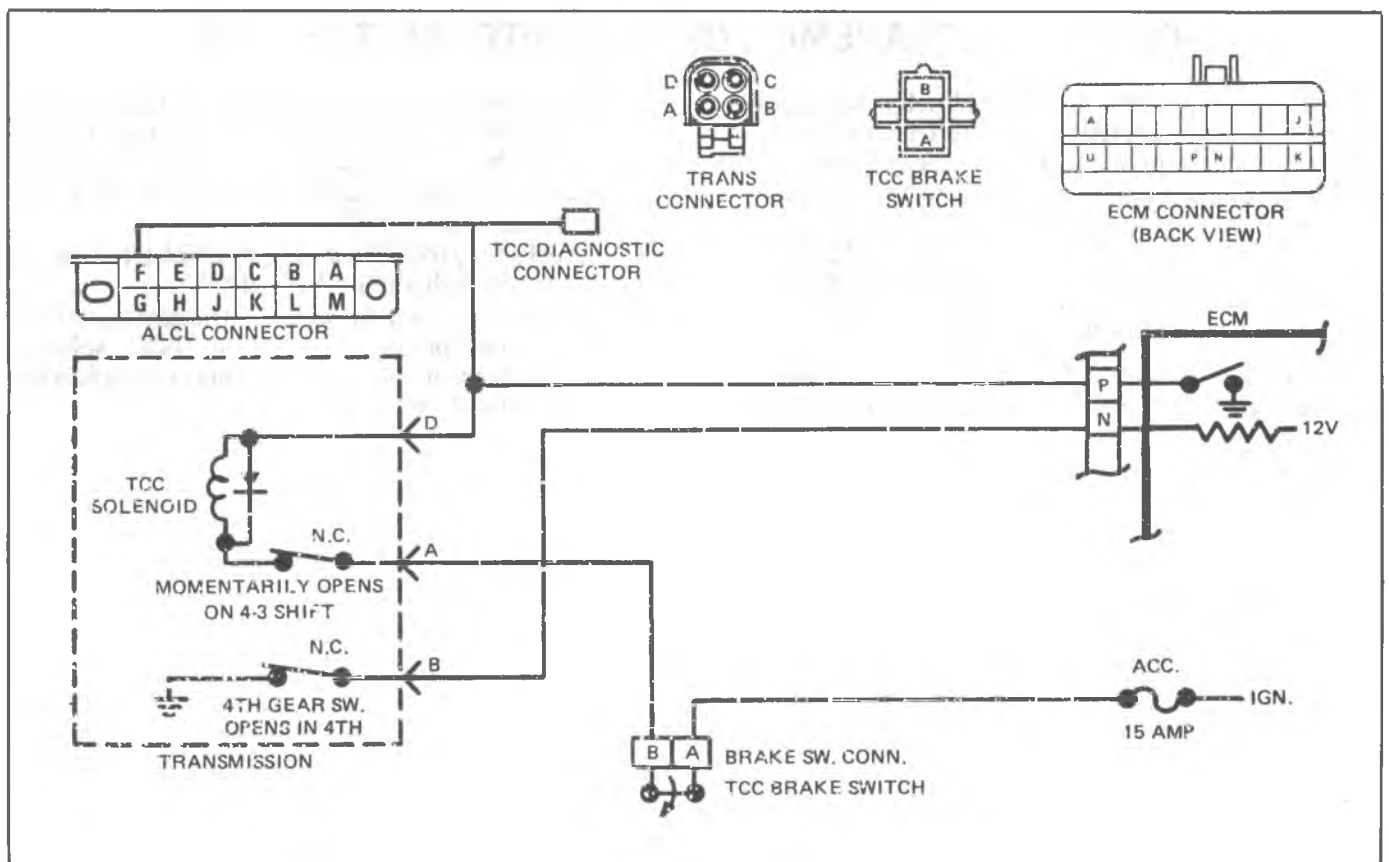 D C
A B
TRANS
CONNECTOR
B
A
TCC BRAKE
SWITCH
A J
U P N K
ECM CONNECTOR
(BACK VIEW)
TCC DIAGNOSTIC
CONNECTOR
F E D C B A
G H J K L M
ALCL CONNECTOR
ECM
P
N
12V
D
TCC
SOLENOID
N.C.
A
MOMENTARILY OPENS
ON 4-3 SHIFT
N.C.
B
4TH GEAR SW.
OPENS IN 4TH
TRANSMISSION
ACC.
IGN.
15 AMP
B A
BRAKE SW. CONN.
TCC BRAKE SWITCH